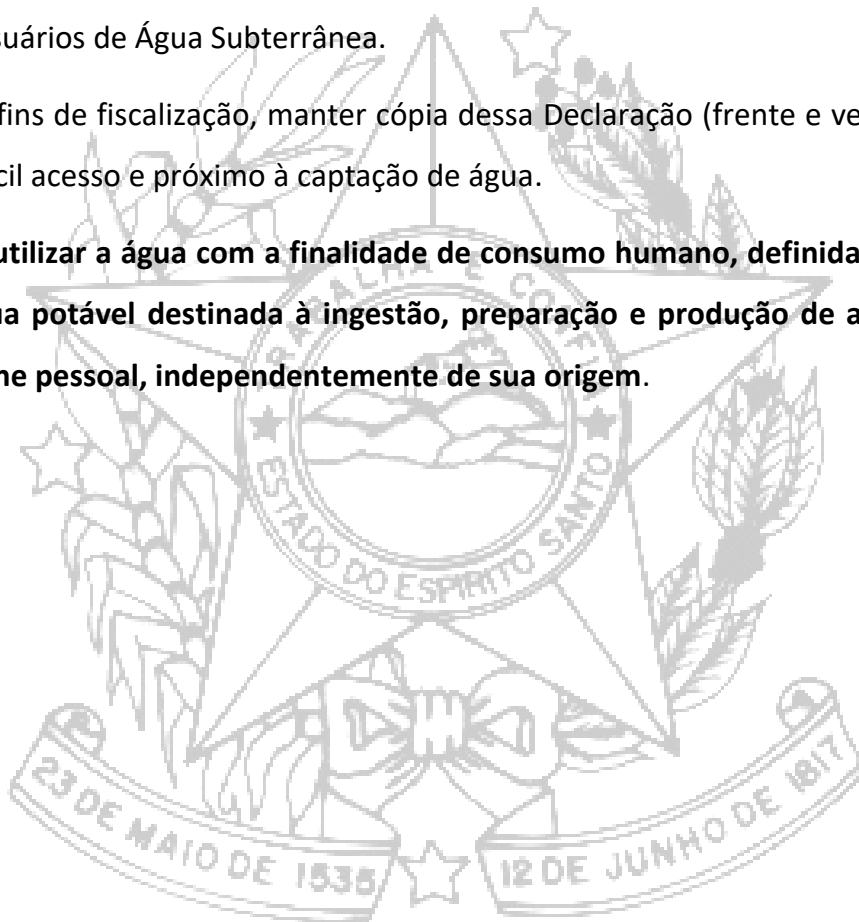 suários de Água Subterrânea.
fins de fiscalização, manter cópia dessa Declaração (frente e ve
cil acesso e próximo à captação de água.
utilizar a água com a finalidade de consumo humano, definida
ua potável destinada à ingestão, preparação e produção de a
ne pessoal, independentemente de sua origem.
TRABALHA E CONFIA
ESTADO DO ESPIRITO SANTO
23 DE MAIO DE 1535
12 DE JUNHO DE 1817